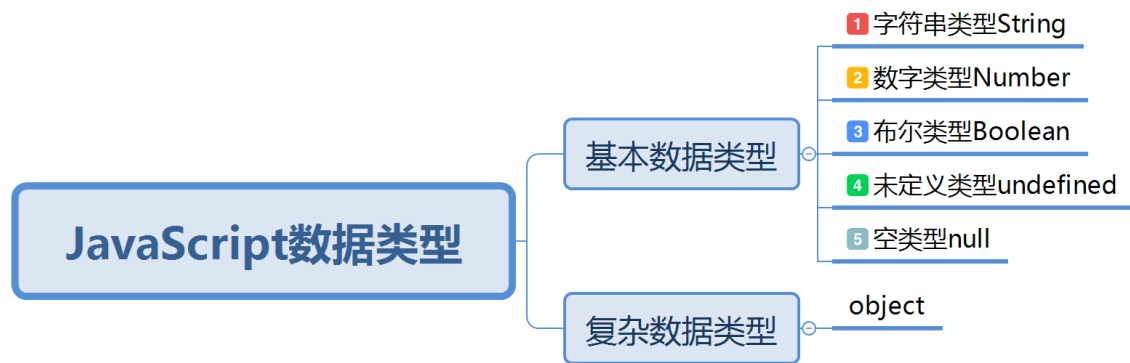 JavaScript数据类型
基本数据类型
1 字符串类型String
2 数字类型Number
3 布尔类型Boolean
4 未定义类型undefined
5 空类型null
复杂数据类型
object